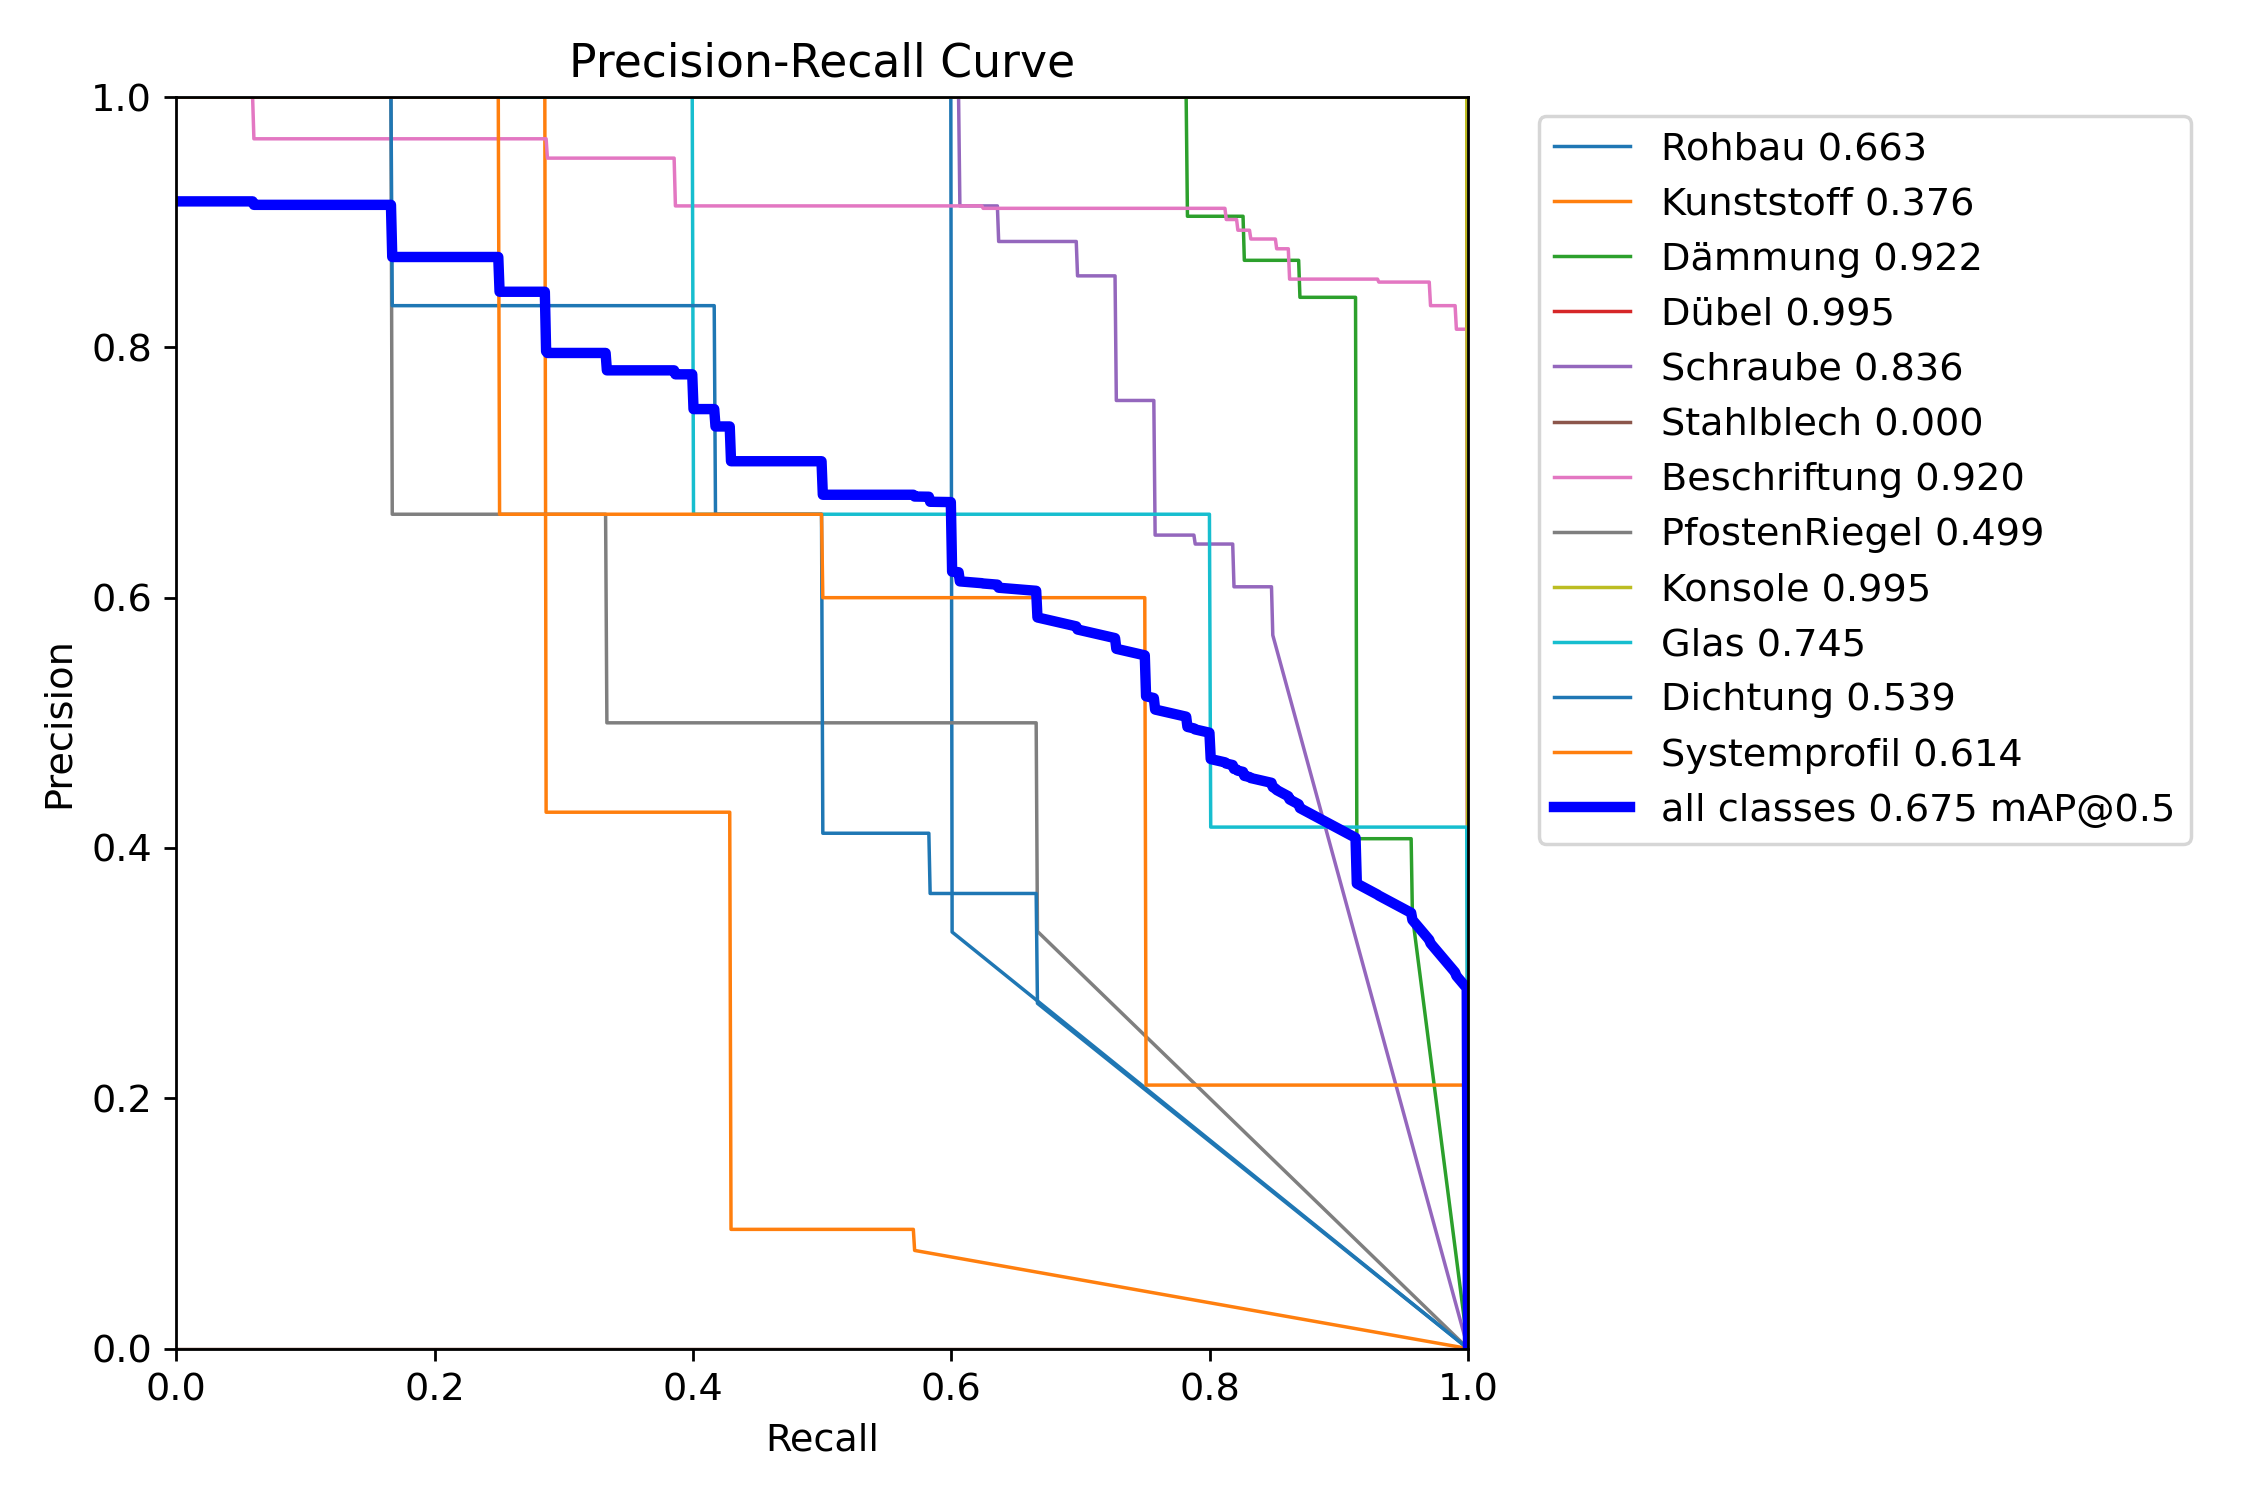 Precision-Recall Curve
1.0
0.8
0.6
0.4
0.2
0.0
Precision
0.0 0.2 0.4 0.6 0.8 1.0
Recall
Rohbau 0.663
Kunststoff 0.376
Dämmung 0.922
Dübel 0.995
Schraube 0.836
Stahlblech 0.000
Beschriftung 0.920
PfostenRiegel 0.499
Konsole 0.995
Glas 0.745
Dichtung 0.539
Systemprofil 0.614
all classes 0.675 mAP@0.5